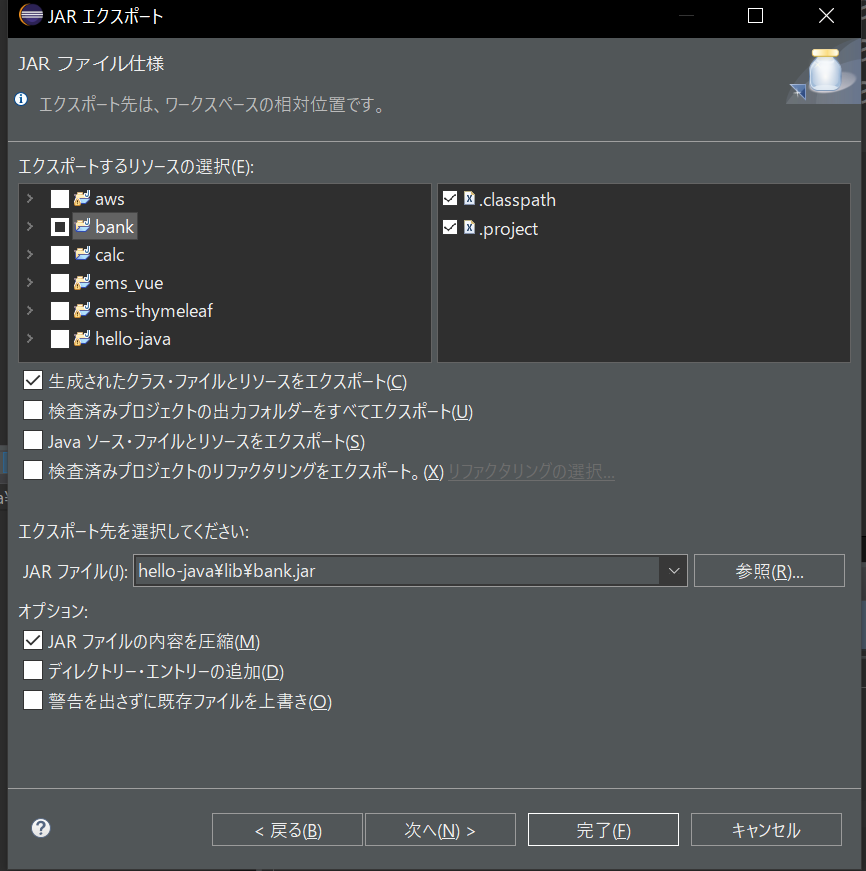 JAR エクスポート
JAR ファイル仕様
エクスポート先は、ワークスペースの相対位置です。
エクスポートするリソースの選択(E):
aws
bank
calc
ems_vue
ems-thymeleaf
hello-java
.classpath
.project
生成されたクラス・ファイルとリソースをエクスポート(C)
検査済みプロジェクトの出力フォルダーをすべてエクスポート(U)
Java ソース・ファイルとリソースをエクスポート(S)
検査済みプロジェクトのリファクタリングをエクスポート。(X) リファクタリングの選択...
エクスポート先を選択してください:
JAR ファイル(J): hello-java¥lib¥bank.jar 参照(R)...
オプション:
JAR ファイルの内容を圧縮(M)
ディレクトリー・エントリーの追加(D)
警告を出さずに既存ファイルを上書き(O)
< 戻る(B) 次へ(N) > 完了(F) キャンセル